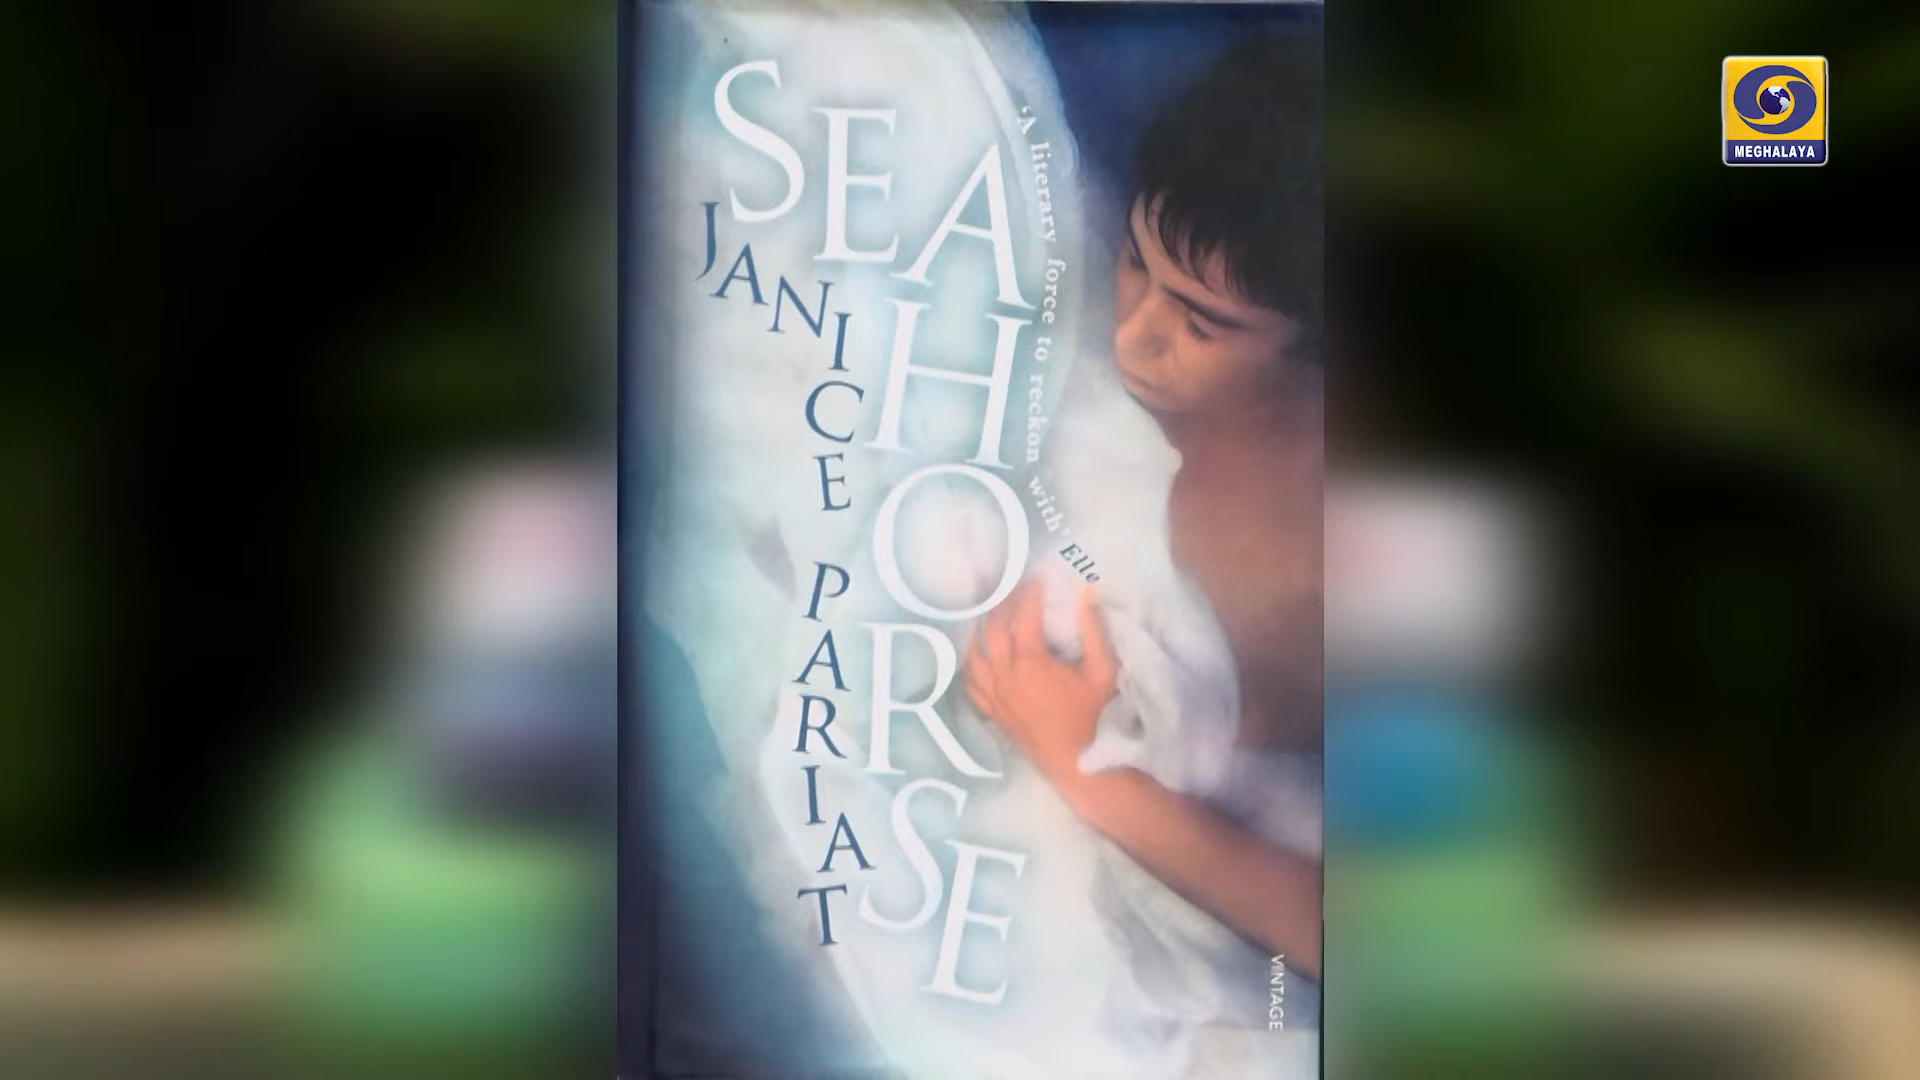 SEAHORSE
JANICE PARIAT
‘A literary force to reckon with’ Elle
VINTAGE
MEGHALAYA